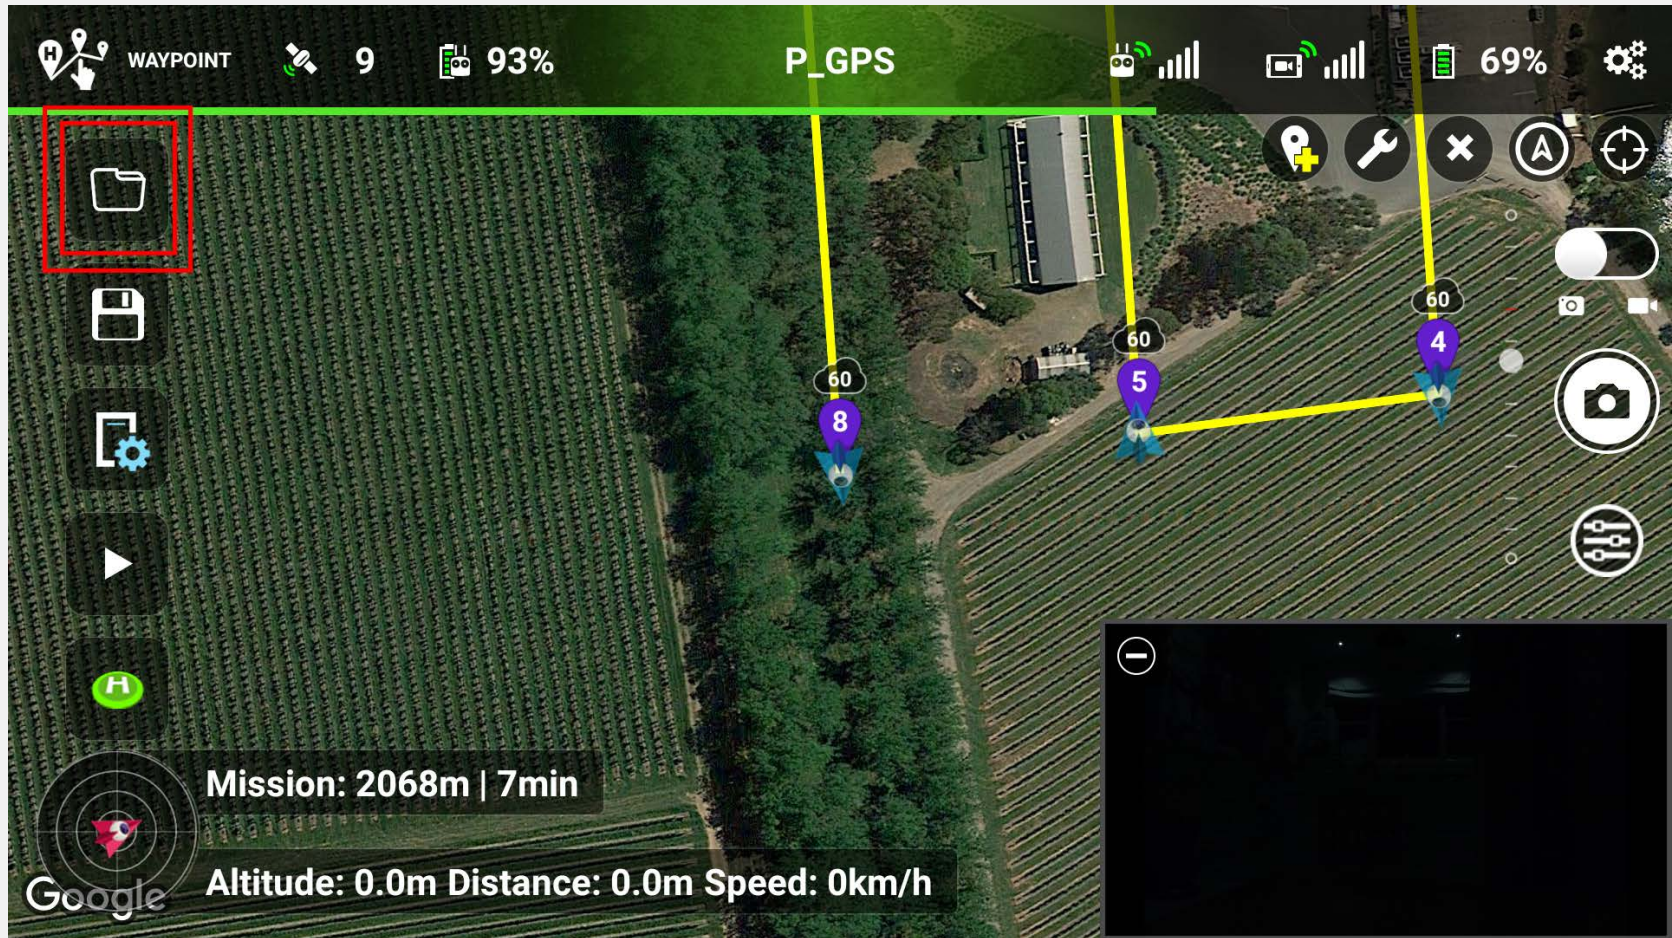 WAYPOINT 9 93% P_GPS 69%
60
4
60
5
60
8
H
Mission: 2068m | 7min
Altitude: 0.0m Distance: 0.0m Speed: 0km/h
Google